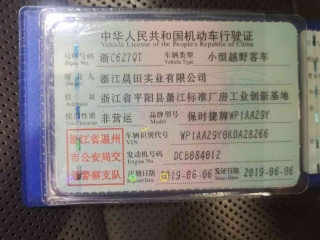 中华人民共和国机动车行驶证
Vehicle License of the People's Republic of China
号牌号码 浙C627QT 车辆类型 小型越野客车
Plate No. Vehicle Type
所有人 浙江晨田实业有限公司
Owner
住址 浙江省平阳县萧江标准厂房工业创新基地
Address
使用性质 非营运 品牌型号 保时捷牌WP1AA29Y
Use Character Model
浙江省温州 车辆识别代号 WP1AA29Y0KDA28266
VIN
市公安局交 发动机号码 DCB084012
Engine No.
通警察支队 注册日期 2019-06-06 发证日期 2019-06-06
Register Date Issue Date